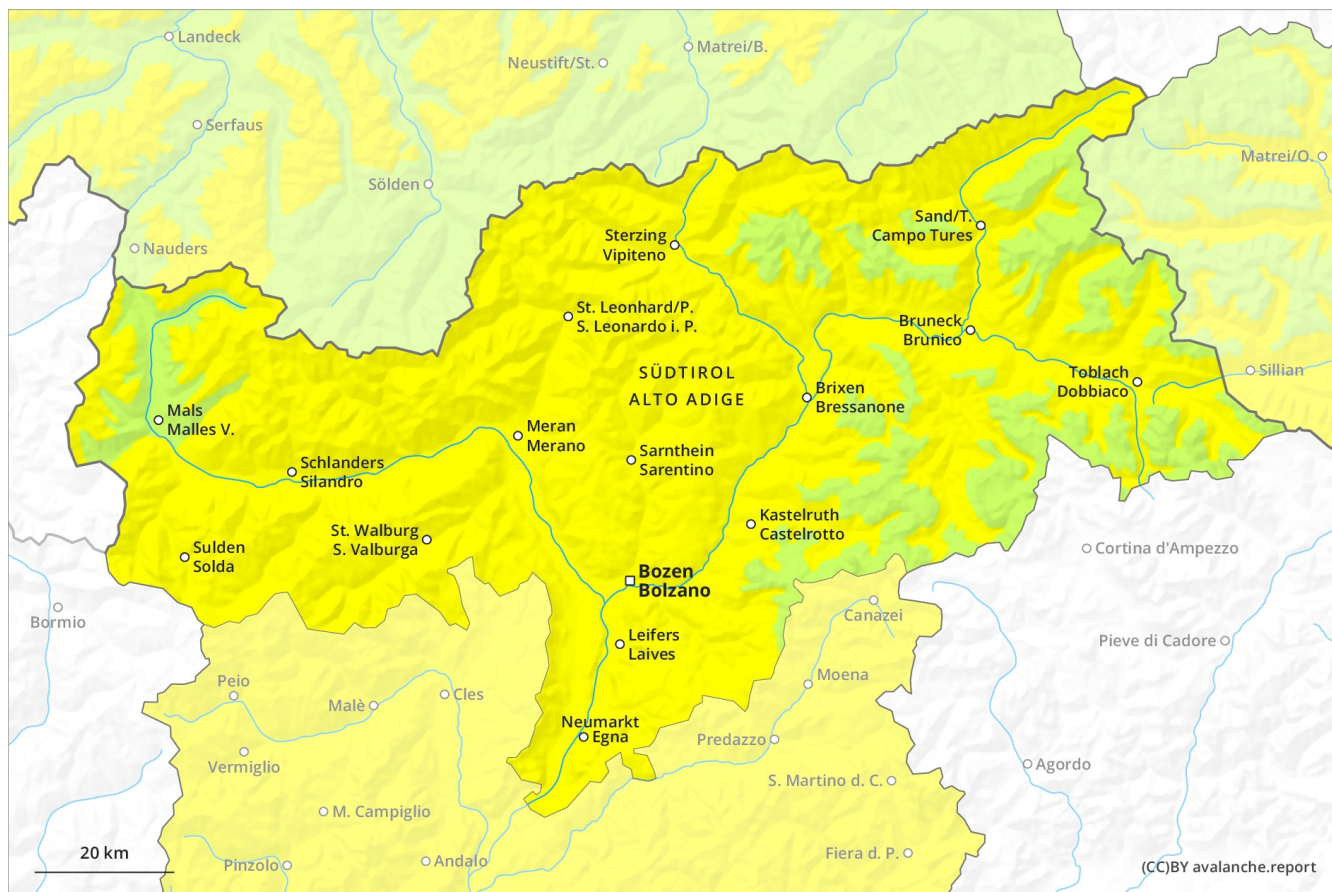 Landeck
Matrei/B.
Neustift/St.
Serfaus
Matrei/O.
Sölden
Sand/T.
Campo Tures
Nauders
Sterzing
Vipiteno
St. Leonhard/P.
S. Leonardo i. P.
Bruneck
Brunico
SÜDTIROL
ALTO ADIGE
Toblach
Dobbiaco
Sillian
Brixen
Bressanone
Mals
Malles V.
Meran
Merano
Schlanders
Silandro
Sarnthein
Sarentino
Kastelruth
Castelrotto
St. Walburg
S. Valburga
Sulden
Solda
Cortina d'Ampezzo
Bozen
Bolzano
Bormio
Canazei
Leifers
Laives
Pieve di Cadore
Peio
Moena
Malè
Cles
Neumarkt
Egna
Predazzo
Vermiglio
Agordo
S. Martino d. C.
M. Campiglio
20 km
Pinzolo
Andalo
Fiera d. P.
(CC)BY avalanche.report